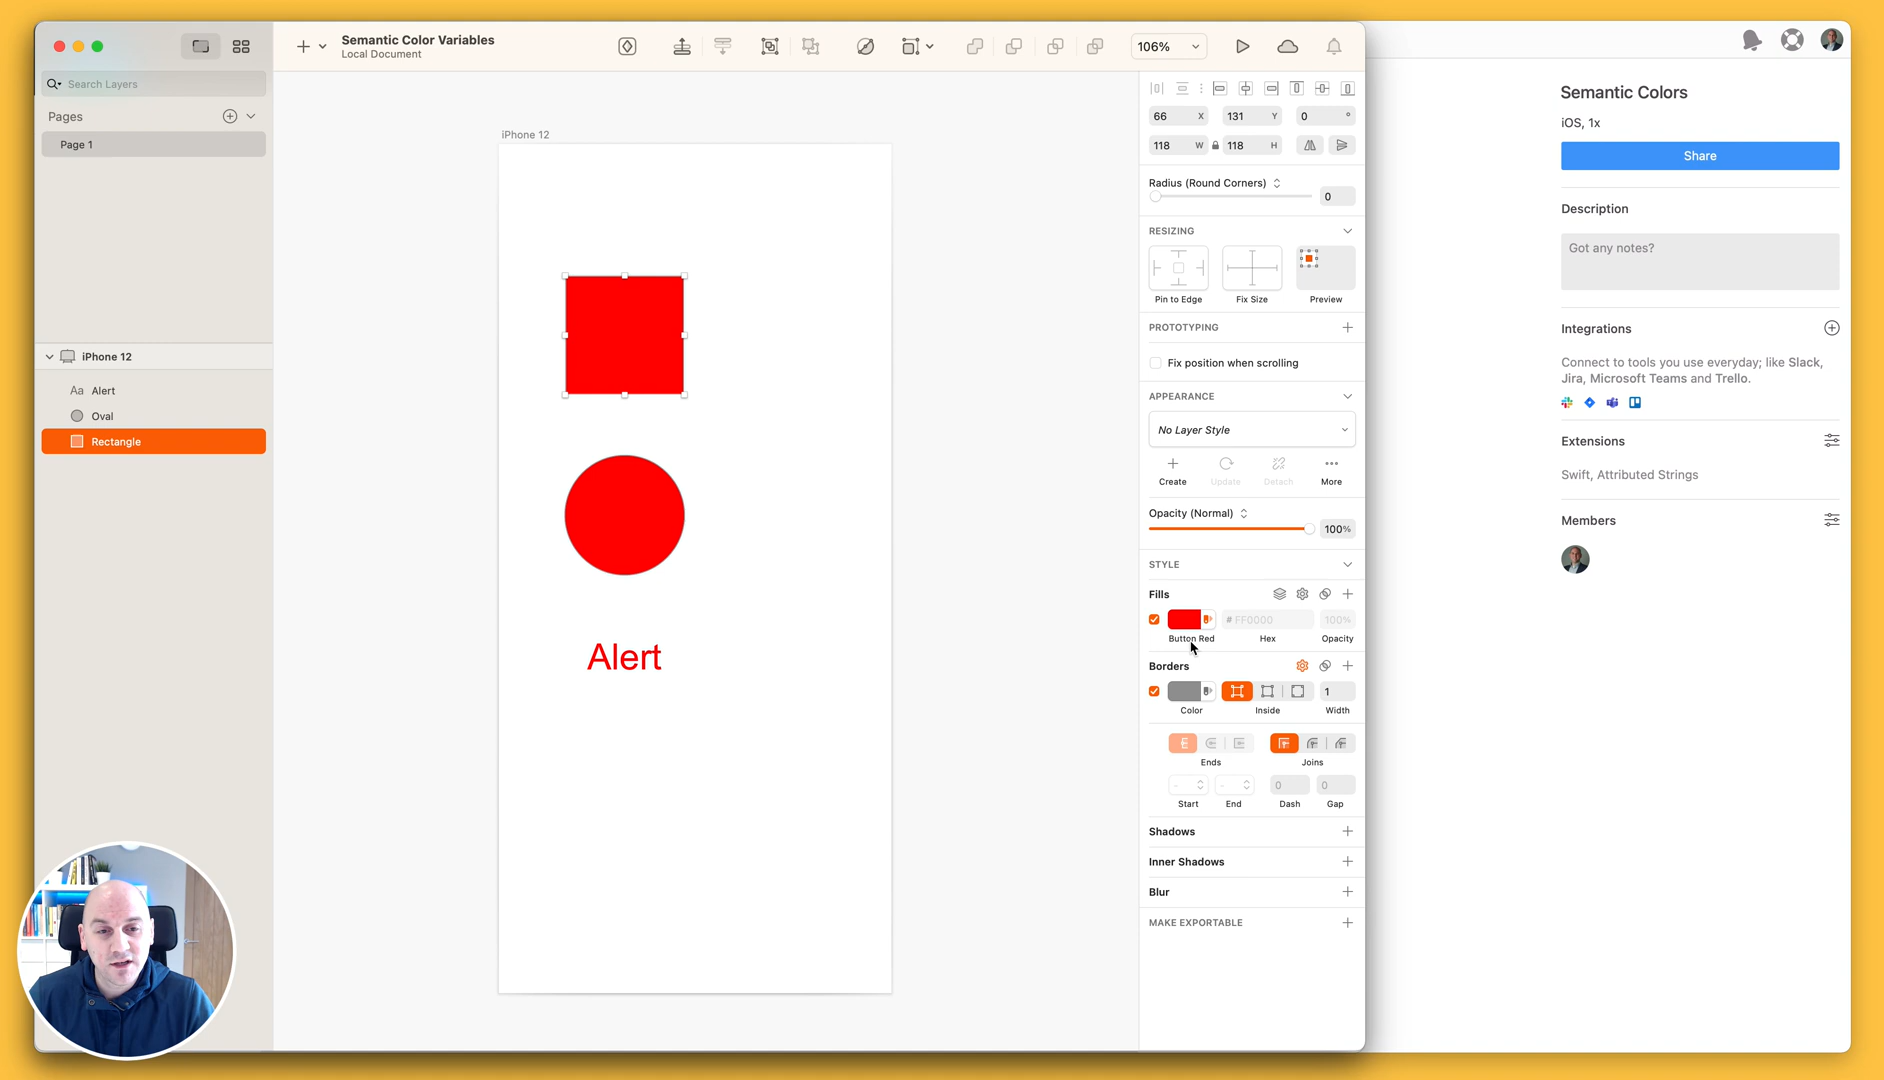 Semantic Color Variables
Local Document
106%
Search Layers
Pages
Page 1
iPhone 12
Alert
Oval
Rectangle
iPhone 12
Alert
66 X 131 Y 0 °
118 W 118 H
Radius (Round Corners)
0
RESIZING
Pin to Edge Fix Size Preview
PROTOTYPING
Fix position when scrolling
APPEARANCE
No Layer Style
Create Update Detach More
Opacity (Normal)
100%
STYLE
Fills
# FF0000 100%
Button Red Hex Opacity
Borders
1
Color Inside Width
Ends Joins
- - 0 0
Start End Dash Gap
Shadows
Inner Shadows
Blur
MAKE EXPORTABLE
Semantic Colors
iOS, 1x
Share
Description
Got any notes?
Integrations
Connect to tools you use everyday; like Slack,
Jira, Microsoft Teams and Trello.
Extensions
Swift, Attributed Strings
Members